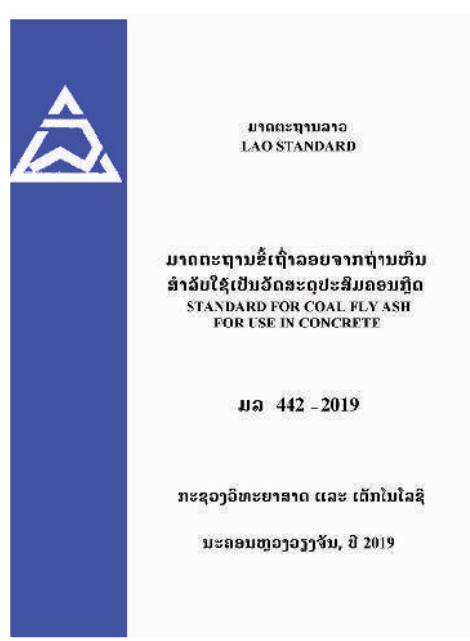 ມາດຕະຖານລາວ
LAO STANDARD
ມາດຕະຖານຂີ້ເຖົ່າລອຍຈາກຖ່ານຫີນ
ສຳລັບໃຊ້ເປັນວັດສະດຸປະສົມຄອນກຼີດ
STANDARD FOR COAL FLY ASH
FOR USE IN CONCRETE
ມລ 442 - 2019
ກະຊວງວິທະຍາສາດ ແລະ ເຕັກໂນໂລຊີ
ນະຄອນຫຼວງວຽງຈັນ, ປີ 2019